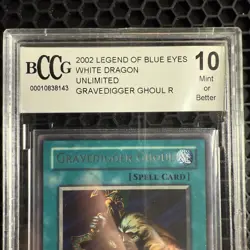 BCCG
00010838143
2002 LEGEND OF BLUE EYES
WHITE DRAGON
UNLIMITED
GRAVEDIGGER GHOUL R
10
Mint
or
Better
GRAVEDIGGER GHOUL
[SPELL CARD]